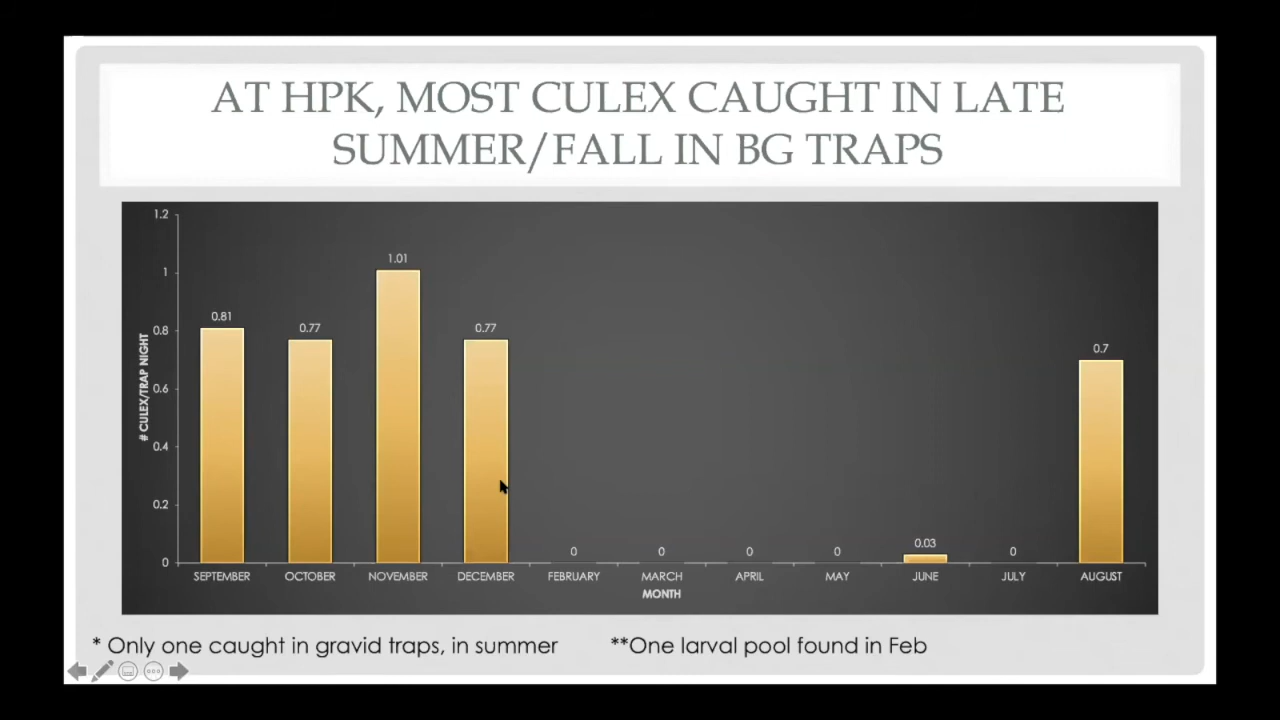 AT HPK, MOST CULEX CAUGHT IN LATE
SUMMER/FALL IN BG TRAPS
1.2
1
0.8
0.6
0.4
0.2
0
# CULEX/TRAP NIGHT
0.81
0.77
1.01
0.77
0
0
0
0
0.03
0
0.7
SEPTEMBER
OCTOBER
NOVEMBER
DECEMBER
FEBRUARY
MARCH
APRIL
MAY
JUNE
JULY
AUGUST
MONTH
* Only one caught in gravid traps, in summer
**One larval pool found in Feb